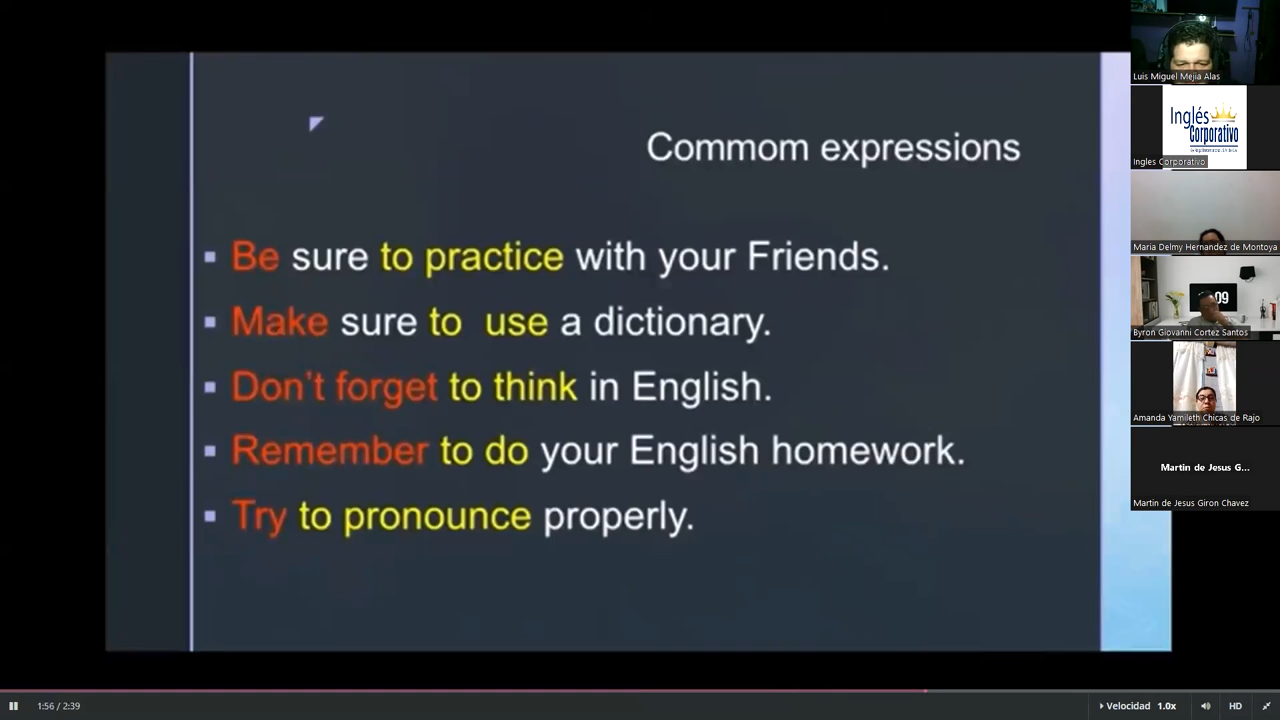 Commom expressions
Be sure to practice with your Friends.
Make sure to use a dictionary.
Don't forget to think in English.
Remember to do your English homework.
Try to pronounce properly.
Luis Miguel Mejia Alas
Inglés
Corporativo
Ingles Corporativo
Maria Delmy Hernandez de Montoya
09
Byron Giovanni Cortez Santos
Amanda Yamileth Chicas de Rajo
Martin de Jesus G...
Martin de Jesus Giron Chavez
1:56 / 2:39
Velocidad 1.0x
HD